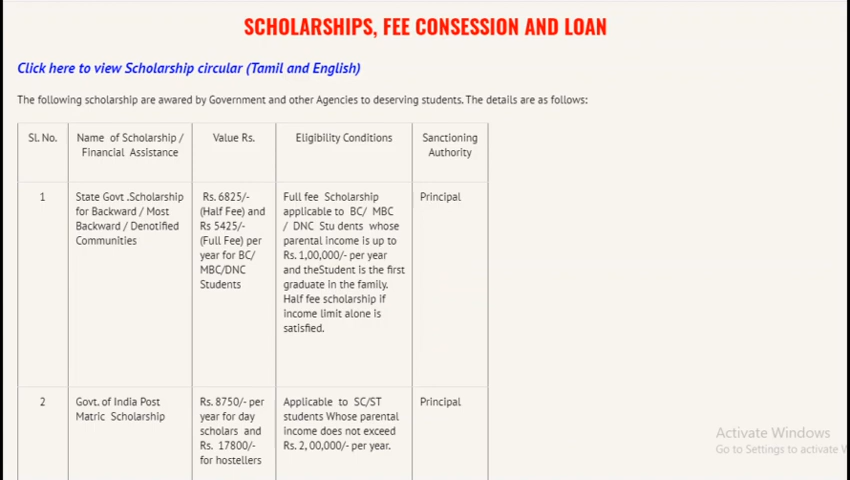 SCHOLARSHIPS, FEE CONSESSION AND LOAN
Click here to view Scholarship circular (Tamil and English)
The following scholarship are awared by Government and other Agencies to deserving students. The details are as follows:
Sl. No.
Name of Scholarship /
Financial Assistance
Value Rs.
Eligibility Conditions
Sanctioning
Authority
1
State Govt .Scholarship
for Backward / Most
Backward / Denotified
Communities
Rs. 6825/-
(Half Fee) and
Rs 5425/-
(Full Fee) per
year for BC/
MBC/DNC
Students
Full fee Scholarship
applicable to BC/ MBC
/ DNC Stu dents whose
parental income is up to
Rs. 1,00,000/- per year
and theStudent is the first
graduate in the family.
Half fee scholarship if
income limit alone is
satisfied.
Principal
2
Govt. of India Post
Matric Scholarship
Rs. 8750/- per
year for day
scholars and
Rs. 17800/-
for hostellers
Applicable to SC/ST
students Whose parental
income does not exceed
Rs. 2, 00,000/- per year.
Principal
Activate Windows
Go to Settings to activate W